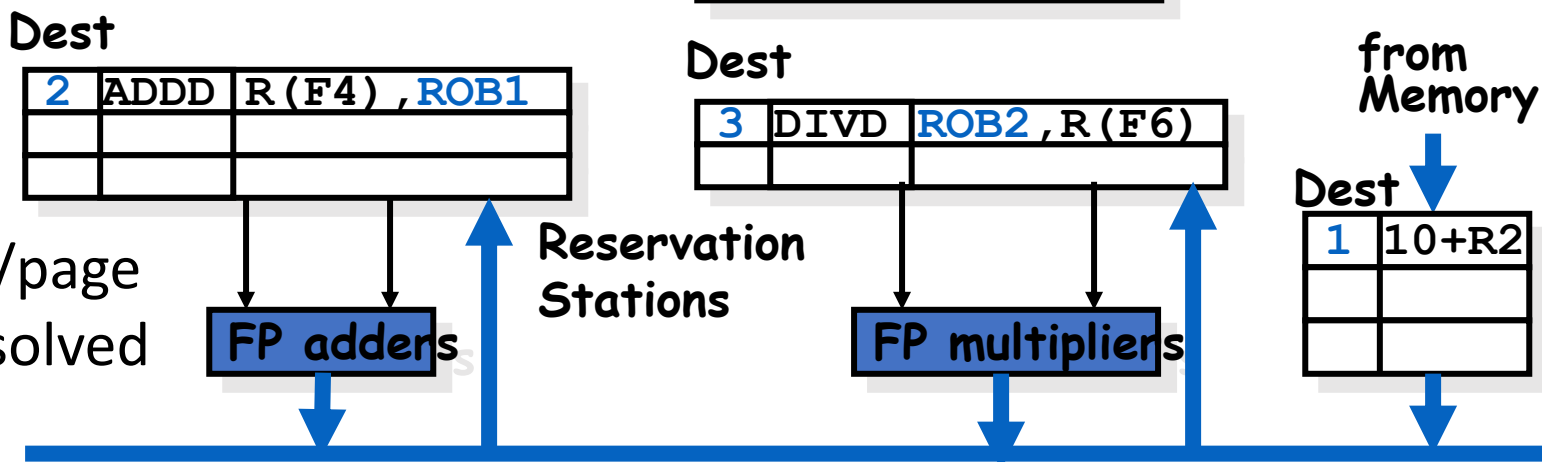 Dest
2 ADDD R(F4),ROB1
Dest
3 DIVD ROB2,R(F6)
from
Memory
Dest
1 10+R2
Reservation
Stations
/page
solved
FP adders
FP multipliers